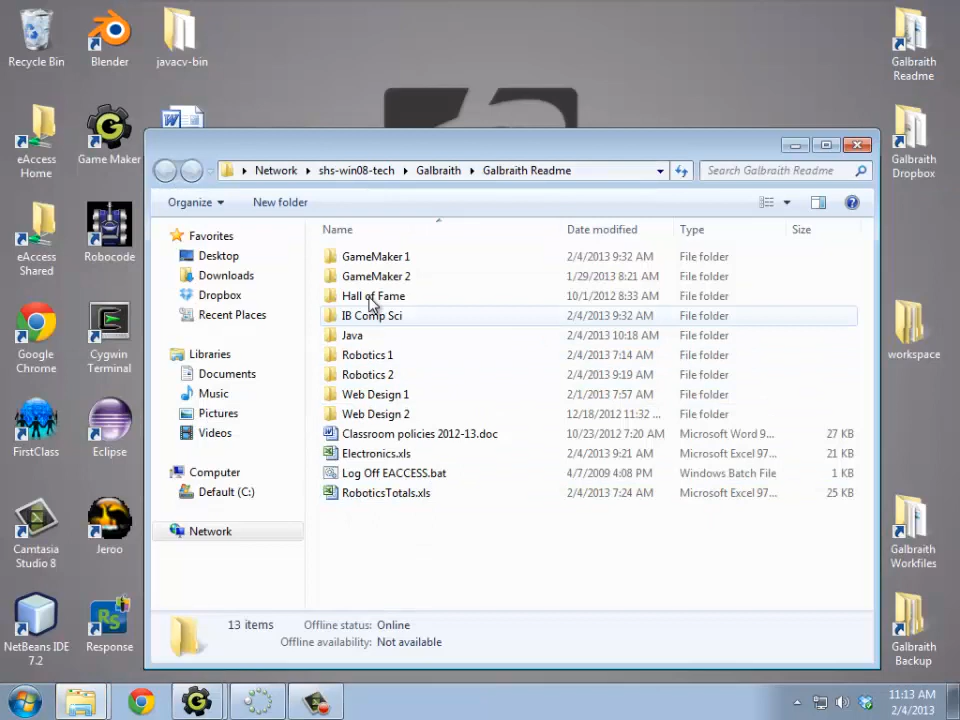 Recycle Bin
Blender
javacv-bin
Galbraith Readme
eAccess Home
Game Maker
Galbraith Dropbox
eAccess Shared
Robocode
Google Chrome
Cygwin Terminal
workspace
FirstClass
Eclipse
Camtasia Studio 8
Jeroo
Galbraith Workfiles
NetBeans IDE 7.2
Response
Galbraith Backup
Network shs-win08-tech Galbraith Galbraith Readme
Search Galbraith Readme
Organize New folder
Favorites
Desktop
Downloads
Dropbox
Recent Places
Libraries
Documents
Music
Pictures
Videos
Computer
Default (C:)
Network
Name Date modified Type Size
GameMaker 1 2/4/2013 9:32 AM File folder
GameMaker 2 1/29/2013 8:21 AM File folder
Hall of Fame 10/1/2012 8:33 AM File folder
IB Comp Sci 2/4/2013 9:32 AM File folder
Java 2/4/2013 10:18 AM File folder
Robotics 1 2/4/2013 7:14 AM File folder
Robotics 2 2/4/2013 9:19 AM File folder
Web Design 1 2/1/2013 7:57 AM File folder
Web Design 2 12/18/2012 11:32 ... File folder
Classroom policies 2012-13.doc 10/23/2012 7:20 AM Microsoft Word 9... 27 KB
Electronics.xls 2/4/2013 9:21 AM Microsoft Excel 97... 21 KB
Log Off EACCESS.bat 4/7/2009 4:08 PM Windows Batch File 1 KB
RoboticsTotals.xls 2/4/2013 7:24 AM Microsoft Excel 97... 25 KB
13 items Offline status: Online
Offline availability: Not available
11:13 AM
2/4/2013